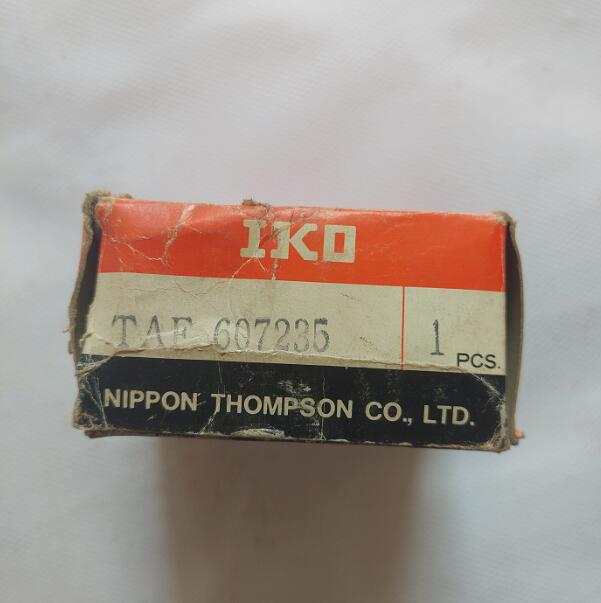 IKO
TAF 607235
1 PCS.
NIPPON THOMPSON CO., LTD.